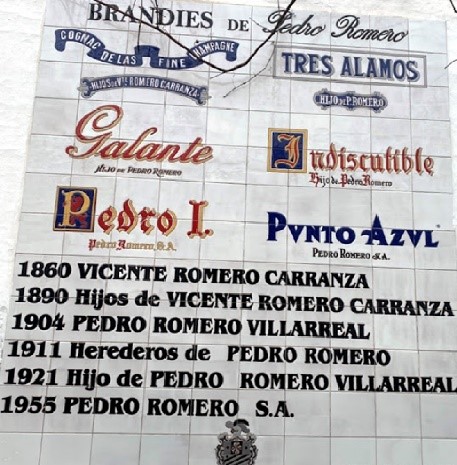 BRANDIES DE Pedro Romero
COGNAC DE LAS FINE CHAMPAGNE
HIJOS DE Vᵗᵉ ROMERO CARRANZA
TRES ALAMOS
HIJO DE P. ROMERO
Galante
HIJO DE PEDRO ROMERO
Indiscutible
Hijo de Pedro Romero
Pedro I.
Pedro Romero, S.A.
PVNTO AZVL
PEDRO ROMERO S.A.
1860 VICENTE ROMERO CARRANZA
1890 Hijos de VICENTE ROMERO CARRANZA
1904 PEDRO ROMERO VILLARREAL
1911 Herederos de PEDRO ROMERO
1921 Hijo de PEDRO ROMERO VILLARREAL
1955 PEDRO ROMERO S.A.